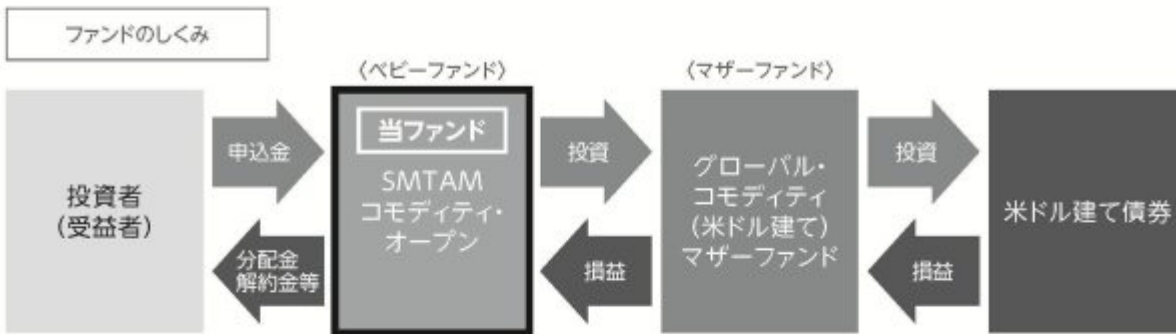 ファンドのしくみ
〈ベビーファンド〉
〈マザーファンド〉
投資者
(受益者)
申込金
分配金
解約金等
当ファンド
SMTAM
コモディティ・
オープン
投資
損益
グローバル・
コモディティ
(米ドル建て)
マザーファンド
投資
損益
米ドル建て債券